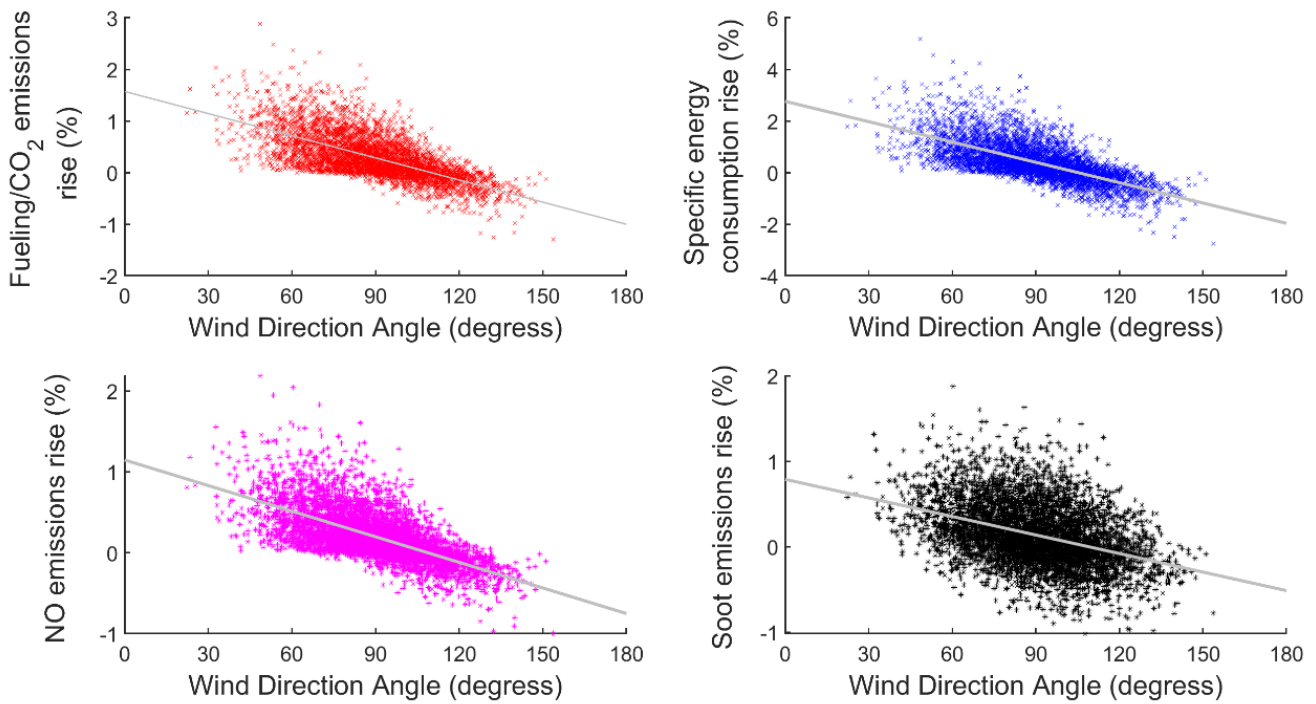 Fueling/CO2 emissions
rise (%)
3
2
1
0
-1
-2
0 30 60 90 120 150 180
Wind Direction Angle (degress)
Specific energy
consumption rise (%)
6
4
2
0
-2
-4
0 30 60 90 120 150 180
Wind Direction Angle (degress)
NO emissions rise (%)
2
1
0
-1
0 30 60 90 120 150 180
Wind Direction Angle (degress)
Soot emissions rise (%)
2
1
0
-1
0 30 60 90 120 150 180
Wind Direction Angle (degress)